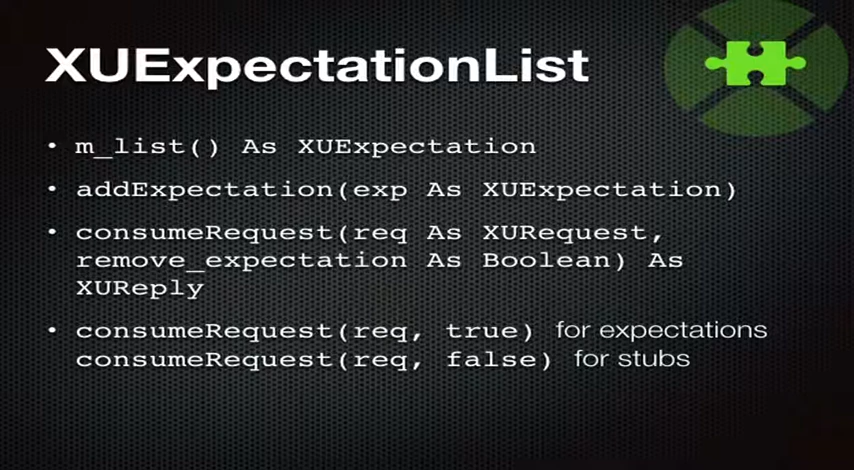 XUExpectationList
• m_list() As XUExpectation
• addExpectation(exp As XUExpectation)
• consumeRequest(req As XURequest,
remove_expectation As Boolean) As
XUReply
• consumeRequest(req, true) for expectations
consumeRequest(req, false) for stubs